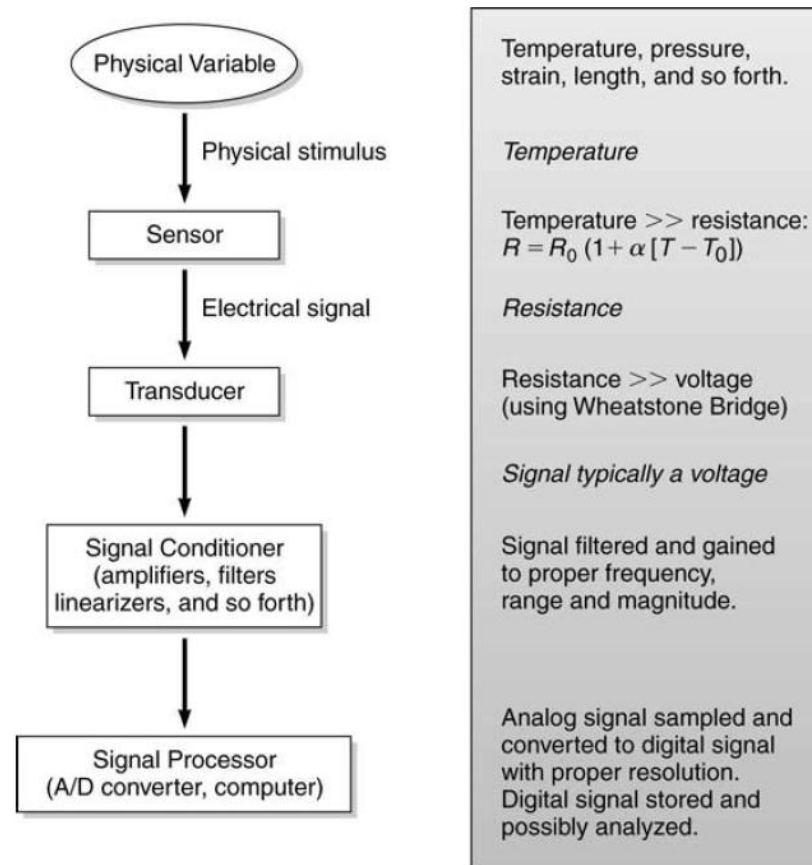 Physical Variable
Temperature, pressure,
strain, length, and so forth.
Physical stimulus
Temperature
Sensor
Temperature >> resistance:
R = R₀ (1 + α [T − T₀])
Electrical signal
Resistance
Transducer
Resistance >> voltage
(using Wheatstone Bridge)
Signal typically a voltage
Signal Conditioner
(amplifiers, filters
linearizers, and so forth)
Signal filtered and gained
to proper frequency,
range and magnitude.
Signal Processor
(A/D converter, computer)
Analog signal sampled and
converted to digital signal
with proper resolution.
Digital signal stored and
possibly analyzed.